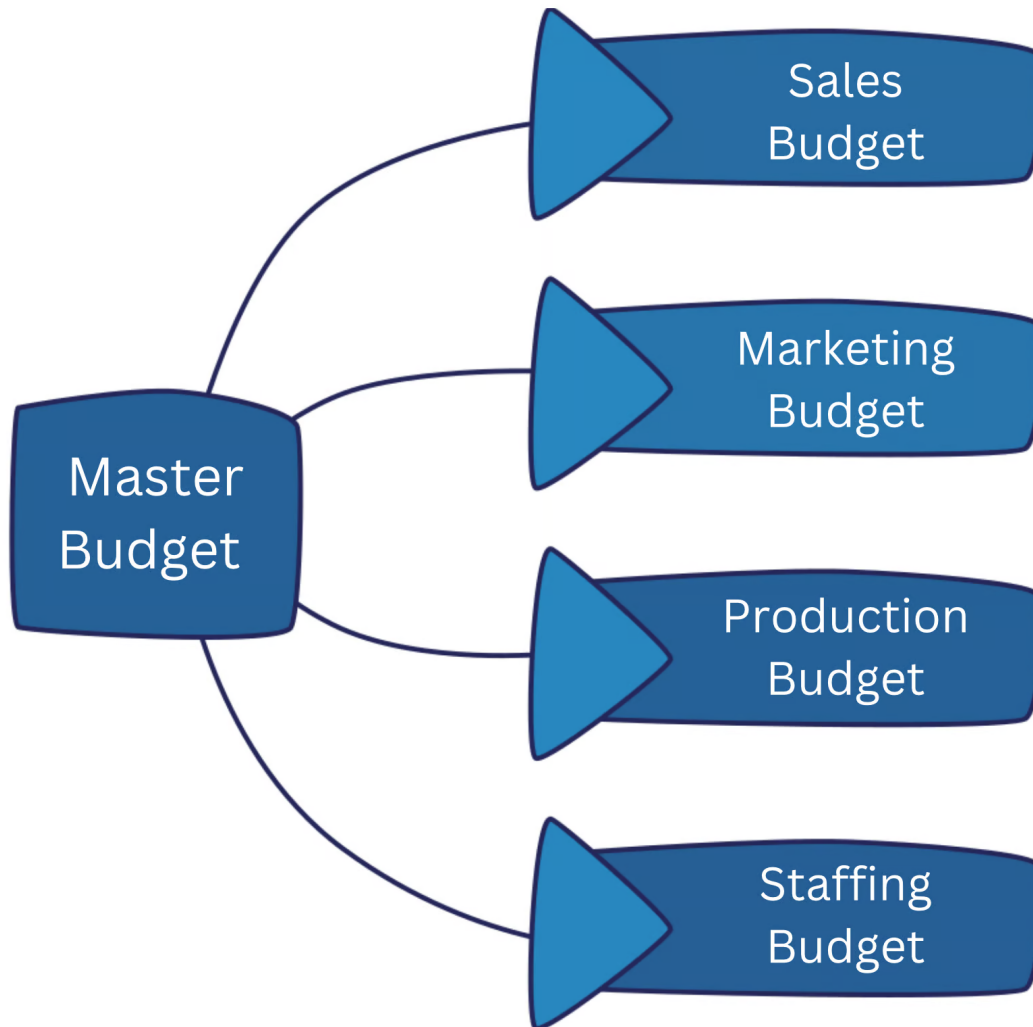 Sales
Budget
Marketing
Budget
Master
Budget
Production
Budget
Staffing
Budget